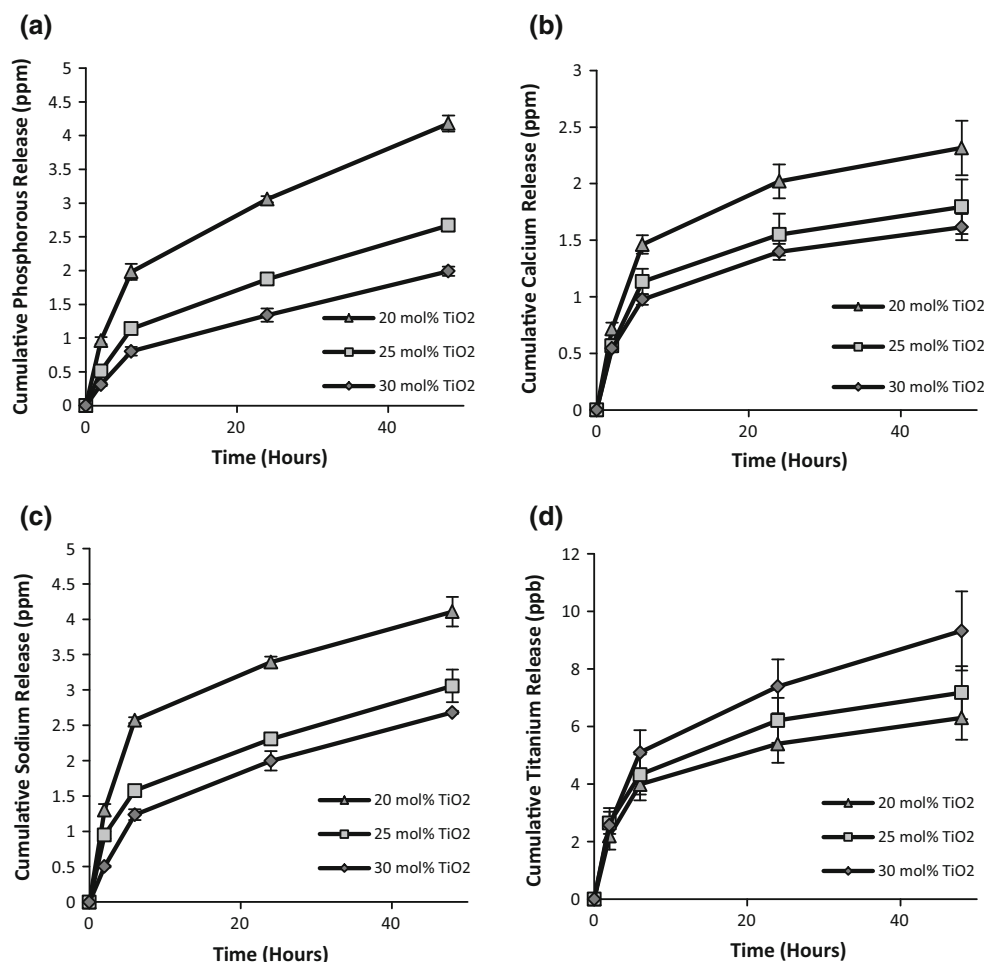 (a)
Cumulative Phosphorous Release (ppm)
5
4.5
4
3.5
3
2.5
2
1.5
1
0.5
0
0 20 40
Time (Hours)
20 mol% TiO2
25 mol% TiO2
30 mol% TiO2
(b)
Cumulative Calcium Release (ppm)
3
2.5
2
1.5
1
0.5
0
0 20 40
Time (Hours)
20 mol% TiO2
25 mol% TiO2
30 mol% TiO2
(c)
Cumulative Sodium Release (ppm)
5
4.5
4
3.5
3
2.5
2
1.5
1
0.5
0
0 20 40
Time (Hours)
20 mol% TiO2
25 mol% TiO2
30 mol% TiO2
(d)
Cumulative Titanium Release (ppb)
12
10
8
6
4
2
0
0 20 40
Time (Hours)
20 mol% TiO2
25 mol% TiO2
30 mol% TiO2